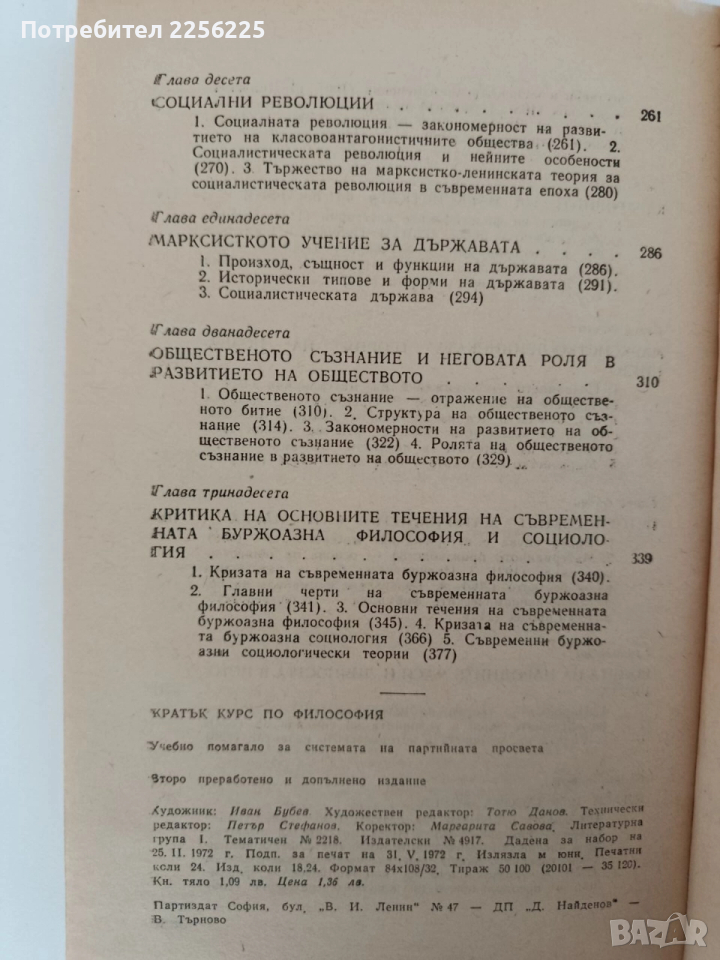 Потребител 2256225
Глава десета
СОЦИАЛНИ РЕВОЛЮЦИИ . . . . . . . . . . 261
1. Социалната революция — закономерност на разви-
тието на класовоантагонистичните общества (261). 2.
Социалистическата революция и нейните особености
(270). 3. Тържество на марксистко-ленинската теория за
социалистическата революция в съвременната епоха (280)
Глава единадесета
МАРКСИСТКОТО УЧЕНИЕ ЗА ДЪРЖАВАТА . . . . 286
1. Произход, същност и функции на държавата (286).
2. Исторически типове и форми на държавата (291).
3. Социалистическата държава (294)
Глава дванадесета
ОБЩЕСТВЕНОТО СЪЗНАНИЕ И НЕГОВАТА РОЛЯ В
РАЗВИТИЕТО НА ОБЩЕСТВОТО . . . . . . . 310
1. Общественото съзнание — отражение на обществе-
ното битие (310). 2. Структура на общественото съз-
нание (314). 3. Закономерности на развитието на об-
щественото съзнание (322) 4. Ролята на общественото
съзнание в развитието на обществото (329)
Глава тринадесета
КРИТИКА НА ОСНОВНИТЕ ТЕЧЕНИЯ НА СЪВРЕМЕН-
НАТА БУРЖОАЗНА ФИЛОСОФИЯ И СОЦИОЛО-
ГИЯ . . . . . . . . . . . . . . 339
1. Кризата на съвременната буржоазна философия (340).
2. Главни черти на съвременната буржоазна
философия (341). 3. Основни течения на съвременната
буржоазна философия (345). 4. Кризата на съвременна-
та буржоазна социология (366) 5. Съвременни буржо-
азни социологически теории (377)
КРАТЪК КУРС ПО ФИЛОСОФИЯ
Учебно помагало за системата на партийната просвета
Второ преработено и допълнено издание
Художник: Иван Бубев. Художествен редактор: Тотю Данов. Технически
редактор: Петър Стефанов. Коректор: Маргарита Савова. Литературна
група I. Тематичен № 2218. Издателски № 4917. Дадена за набор на
25. II. 1972 г. Подп. за печат на 31. V. 1972 г. Излязла м юни. Печатни
коли 24. Изд. коли 18,24. Формат 84х108/32. Тираж 50 100 (20101 — 35 120).
Кн. тяло 1,09 лв. Цена 1,36 лв.
Партиздат София, бул. „В. И. Ленин" № 47 — ДП „Д. Найденов" —
В. Търново
BAZAR